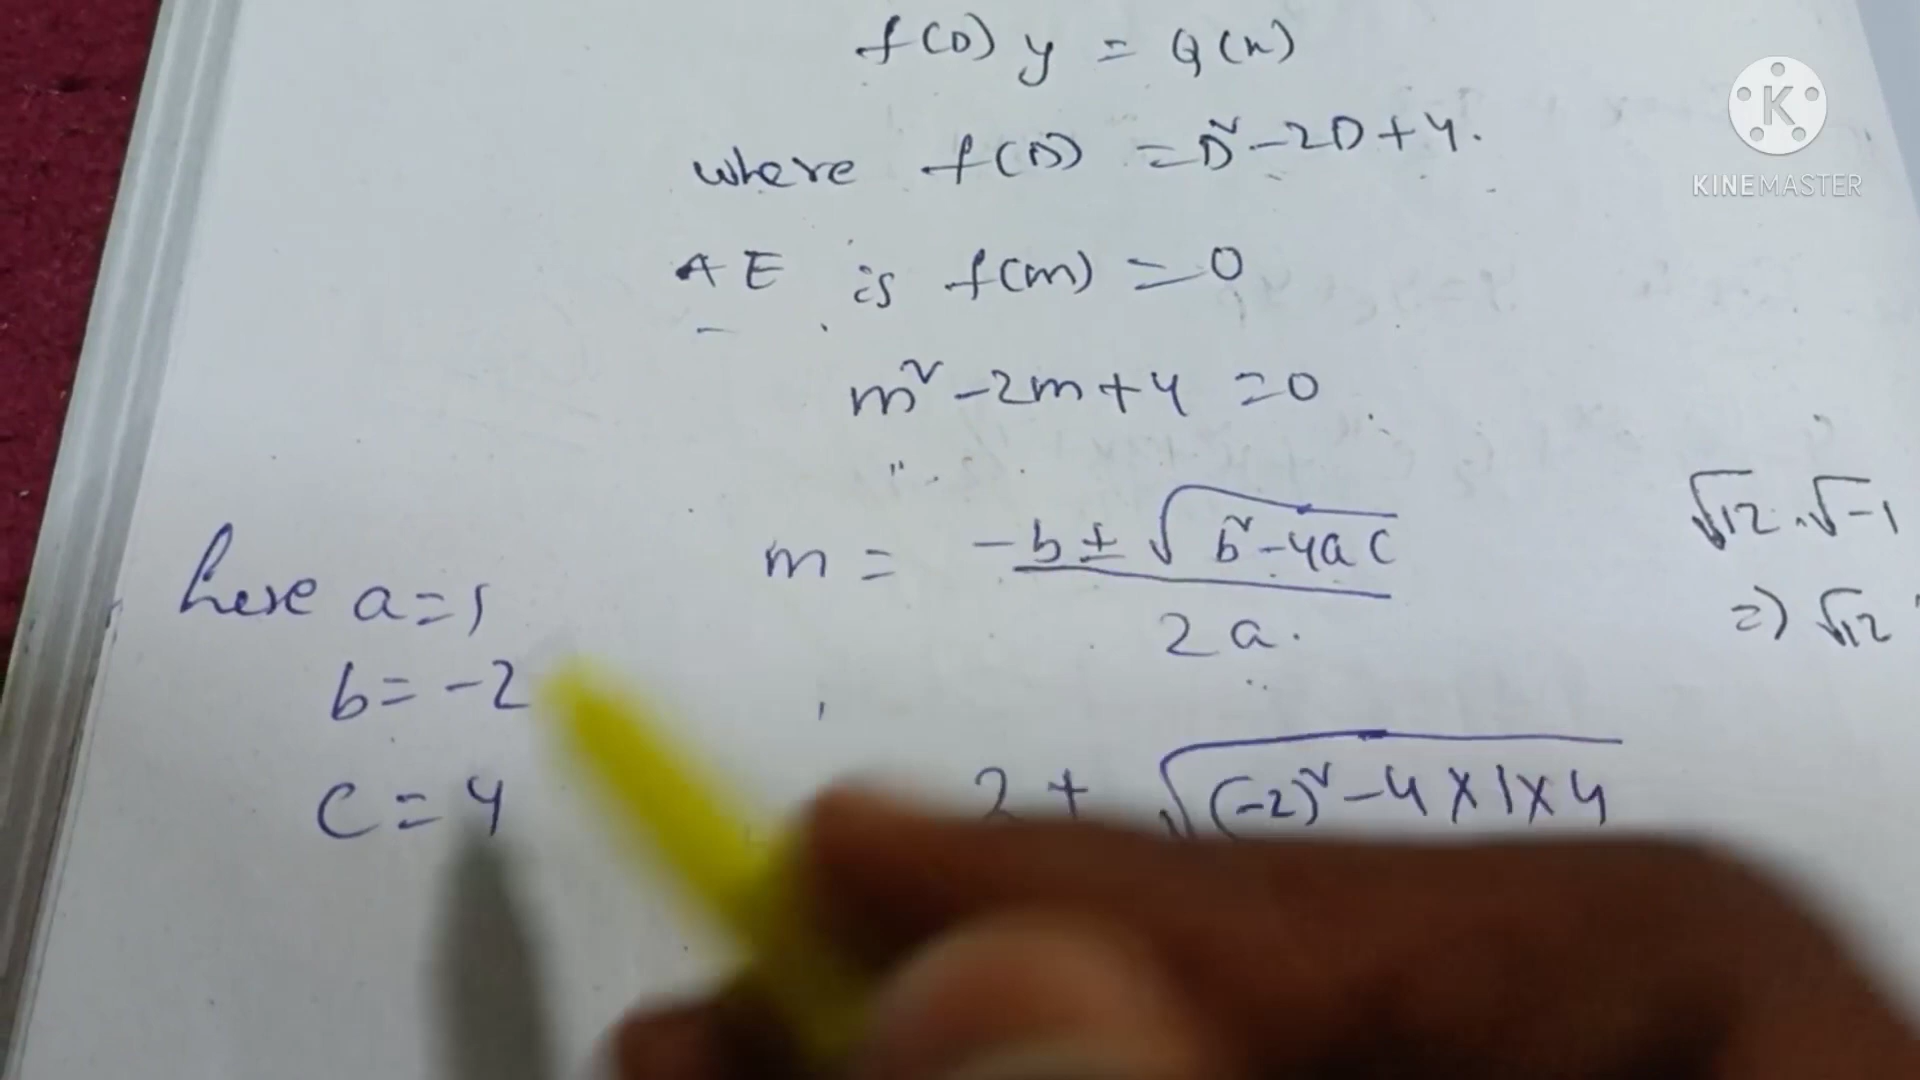 f(D) y = Q(x)
where f(D) = D² - 2D + 4.
AE is f(m) = 0
m² - 2m + 4 = 0
m = -b ± √b² - 4ac
2a.
here a = 1
b = -2
c = 4
2 ± √(-2)² - 4 × 1 × 4
√12 . √-1
=> √12
K
KINEMASTER